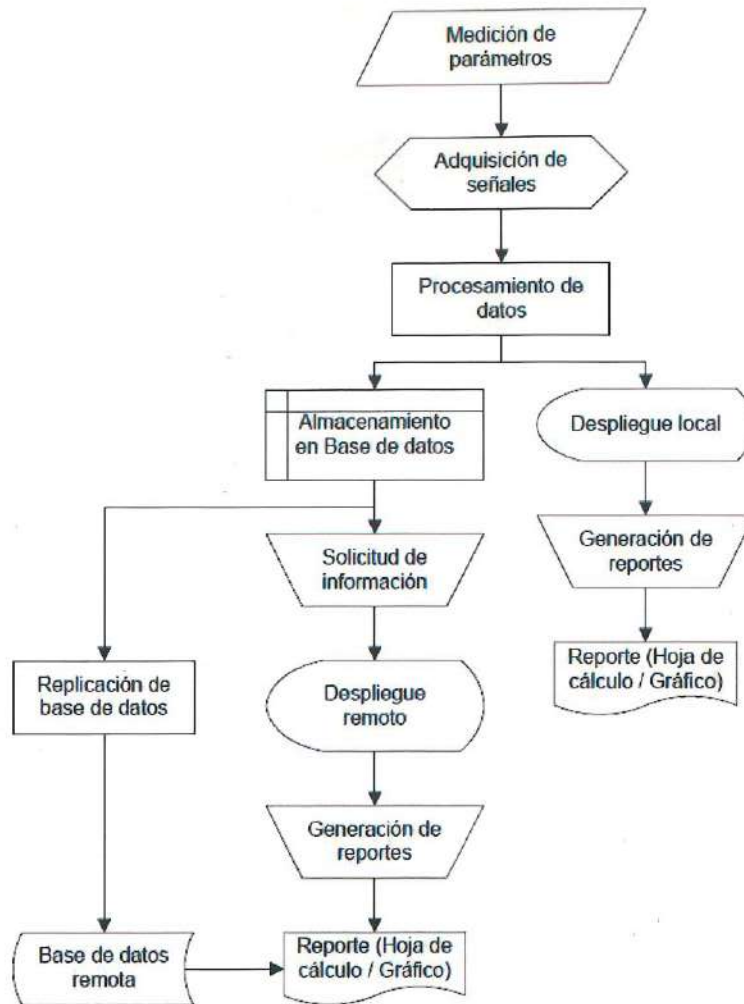 Medición de
parámetros
Adquisición de
señales
Procesamiento de
datos
Almacenamiento
en Base de datos
Despliegue local
Solicitud de
información
Generación de
reportes
Replicación de
base de datos
Despliegue
remoto
Reporte (Hoja de
cálculo / Gráfico)
Generación de
reportes
Base de datos
remota
Reporte (Hoja de
cálculo / Gráfico)